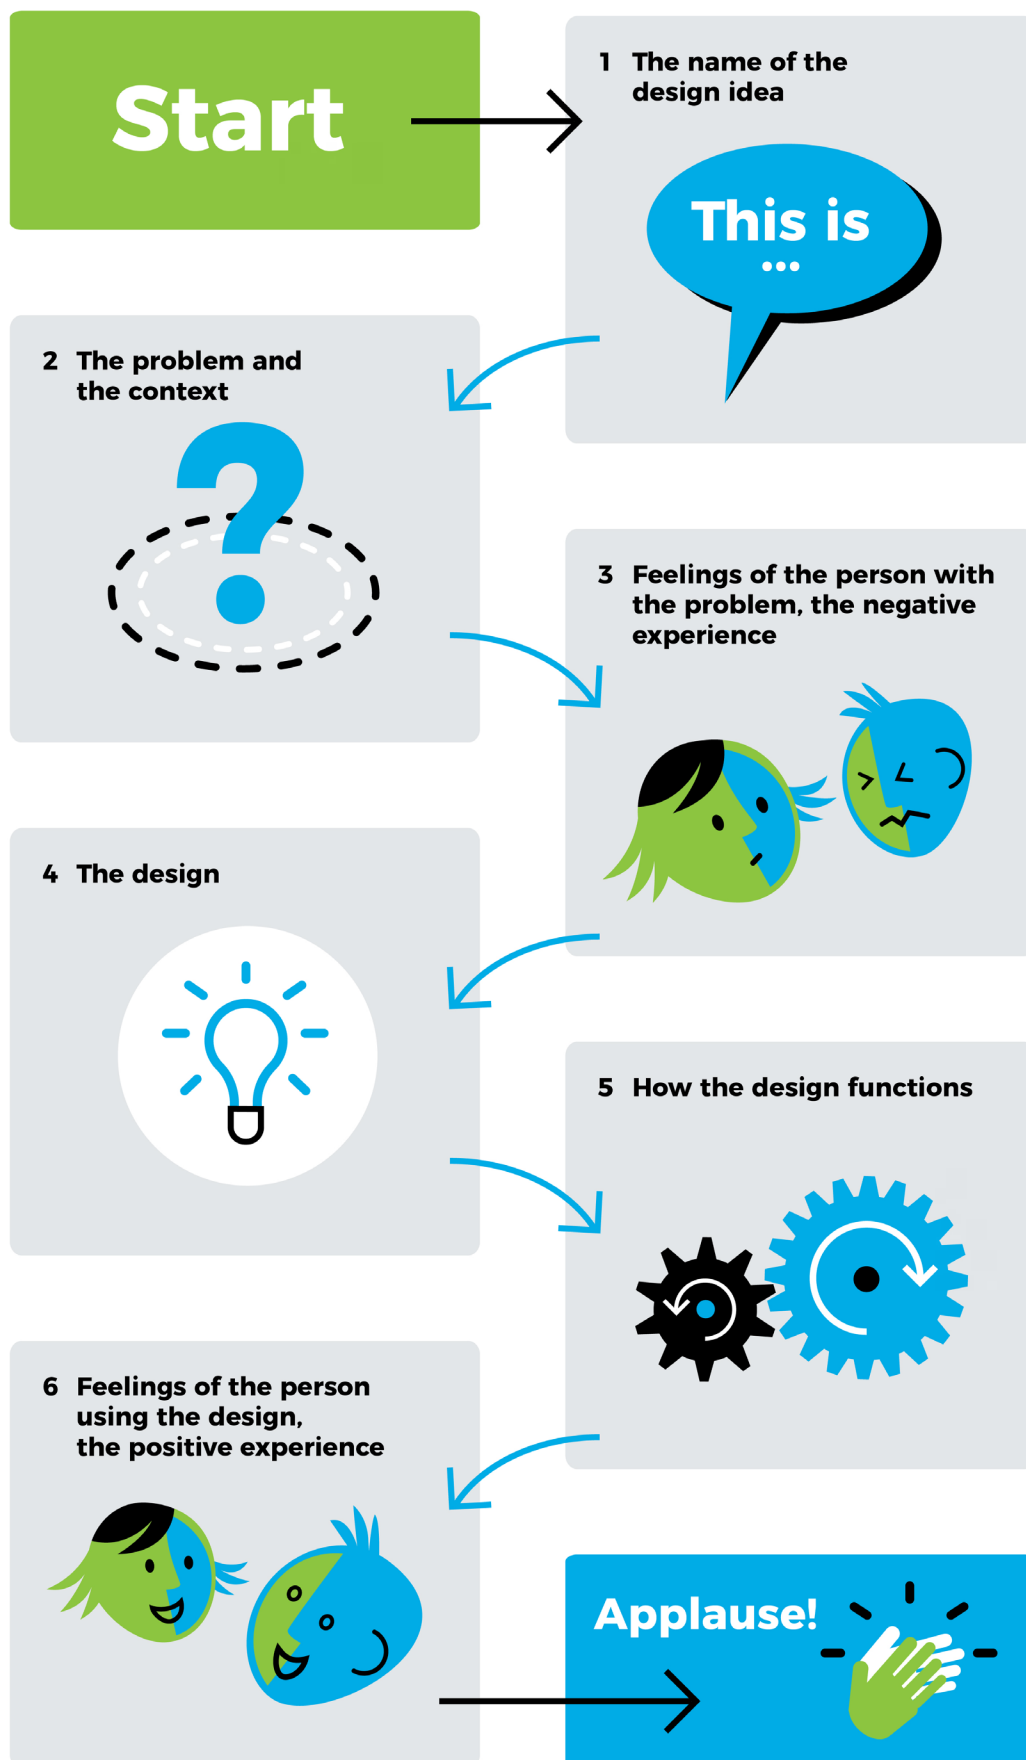 Start
1 The name of the
design idea
This is
...
2 The problem and
the context
3 Feelings of the person with
the problem, the negative
experience
4 The design
5 How the design functions
6 Feelings of the person
using the design,
the positive experience
Applause!